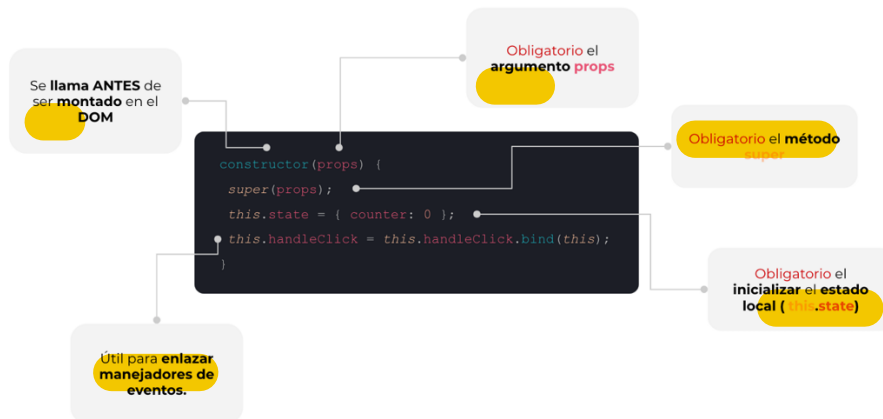 Obligatorio el
argumento props
Se llama ANTES de
ser montado en el
DOM
Obligatorio el método
super
constructor(props) {
super(props);
this.state = { counter: 0 };
this.handleClick = this.handleClick.bind(this);
}
Obligatorio el
inicializar el estado
local ( this.state)
Útil para enlazar
manejadores de
eventos.